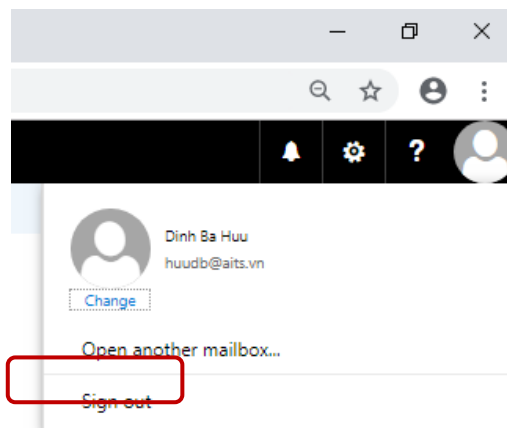 ?
Dinh Ba Huu
huudb@aits.vn
Change
Open another mailbox...
Sign out